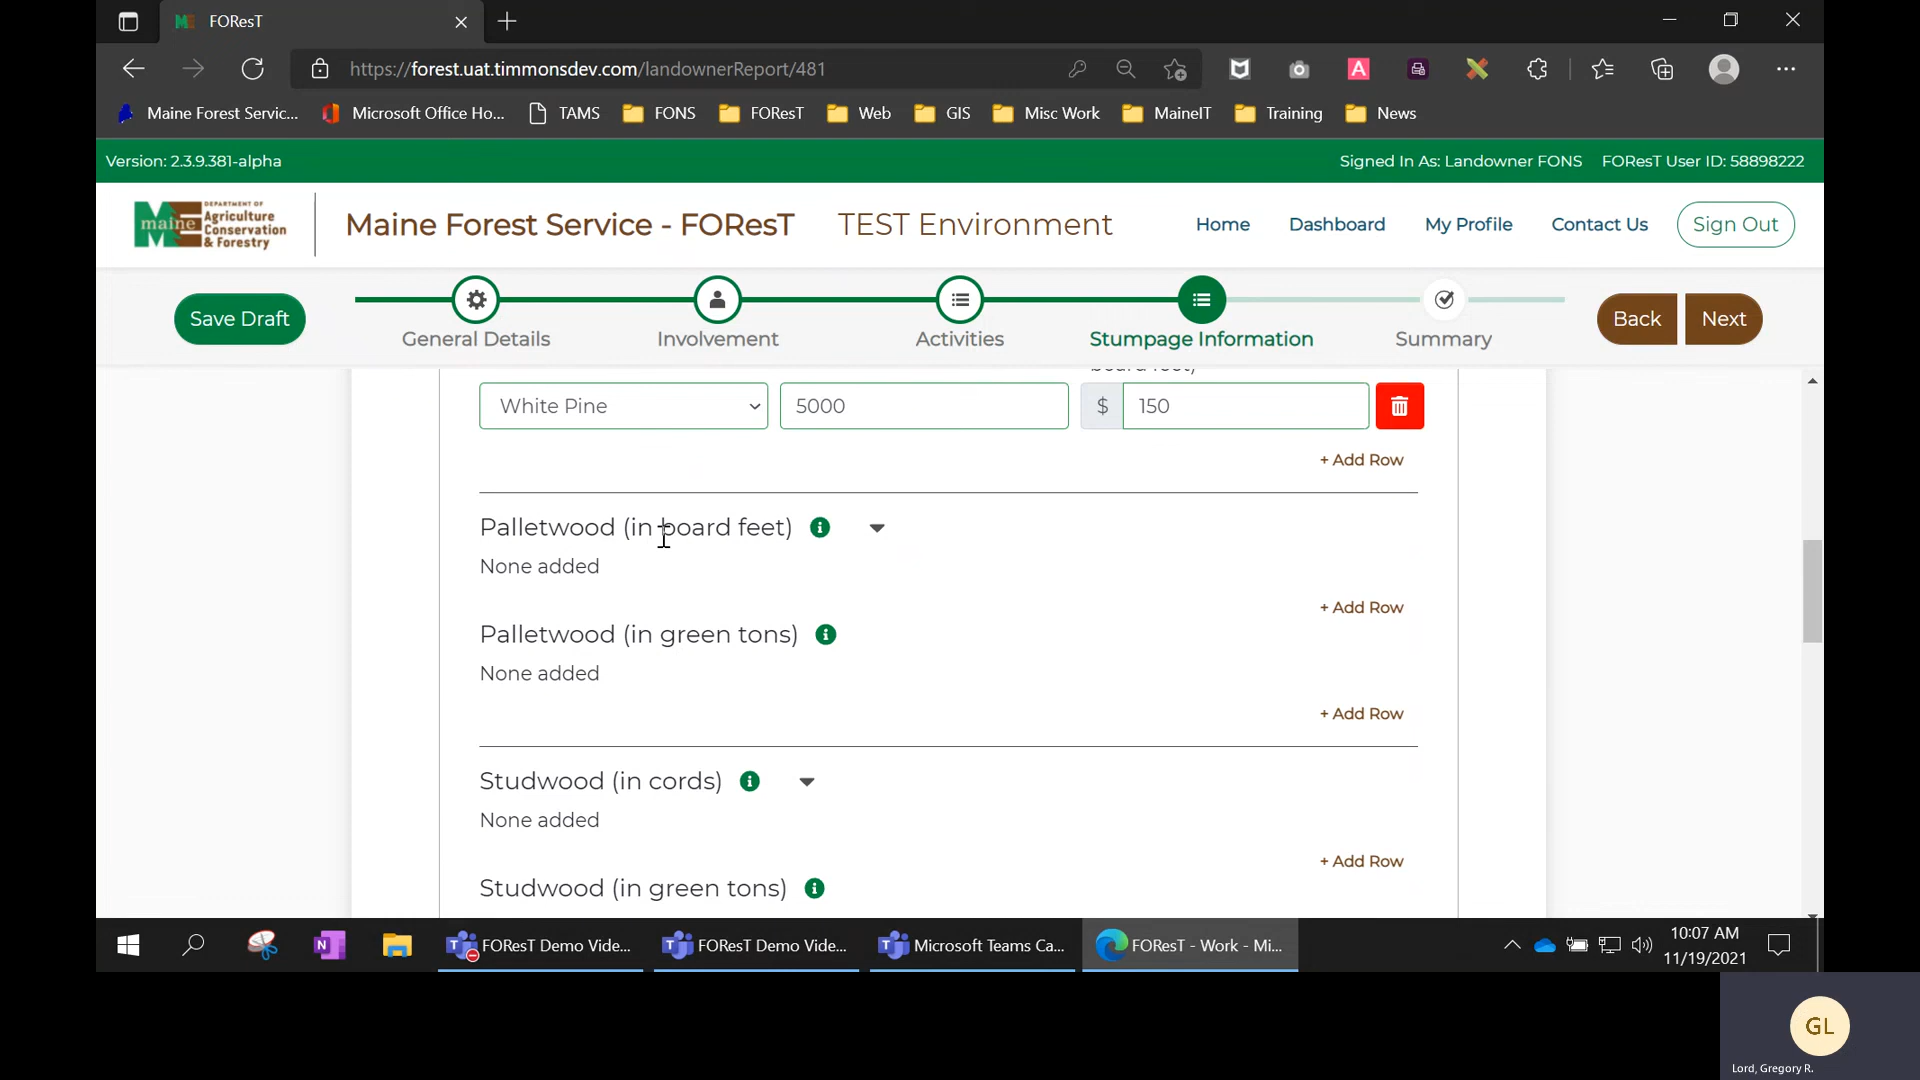 FOResT
https://forest.uat.timmonsdev.com/landownerReport/481
Maine Forest Servic... Microsoft Office Ho... TAMS FONS FOResT Web GIS Misc Work MaineIT Training News
Version: 2.3.9.381-alpha Signed In As: Landowner FONS FOResT User ID: 58898222
maine DEPARTMENT OF
Agriculture
Conservation
& Forestry
Maine Forest Service - FOResT TEST Environment Home Dashboard My Profile Contact Us Sign Out
Save Draft General Details Involvement Activities Stumpage Information Summary Back Next
board feet)
White Pine 5000 $ 150
+ Add Row
Palletwood (in board feet)
None added
+ Add Row
Palletwood (in green tons)
None added
+ Add Row
Studwood (in cords)
None added
+ Add Row
Studwood (in green tons)
FOResT Demo Vide... FOResT Demo Vide... Microsoft Teams Ca... FOResT - Work - Mi... 10:07 AM
11/19/2021
GL
Lord, Gregory R.